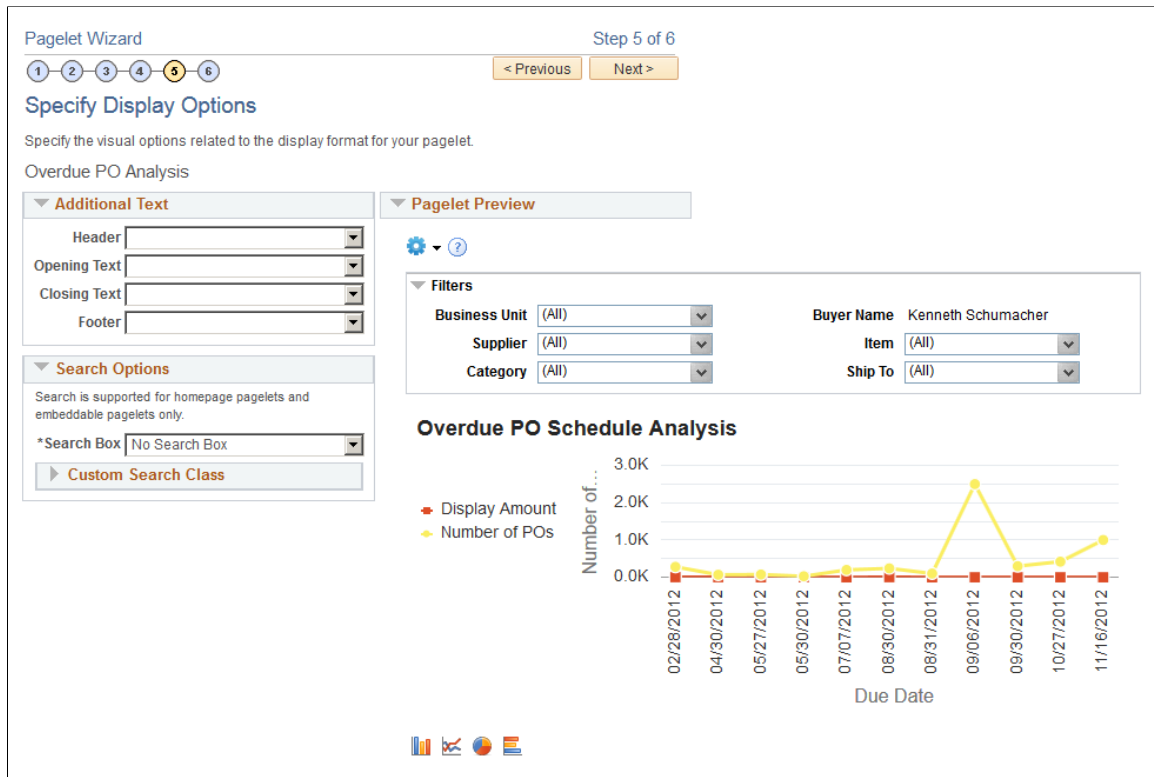 Pagelet Wizard
Step 5 of 6
1 2 3 4 5 6
< Previous
Next >
Specify Display Options
Specify the visual options related to the display format for your pagelet.
Overdue PO Analysis
Additional Text
Header
Opening Text
Closing Text
Footer
Search Options
Search is supported for homepage pagelets and
embeddable pagelets only.
*Search Box No Search Box
Custom Search Class
Pagelet Preview
?
Filters
Business Unit (All)
Buyer Name Kenneth Schumacher
Supplier (All)
Item (All)
Category (All)
Ship To (All)
Overdue PO Schedule Analysis
Display Amount
Number of POs
Number of...
3.0K
2.0K
1.0K
0.0K
02/28/2012
04/30/2012
05/27/2012
05/30/2012
07/07/2012
08/30/2012
08/31/2012
09/06/2012
09/30/2012
10/27/2012
11/16/2012
Due Date